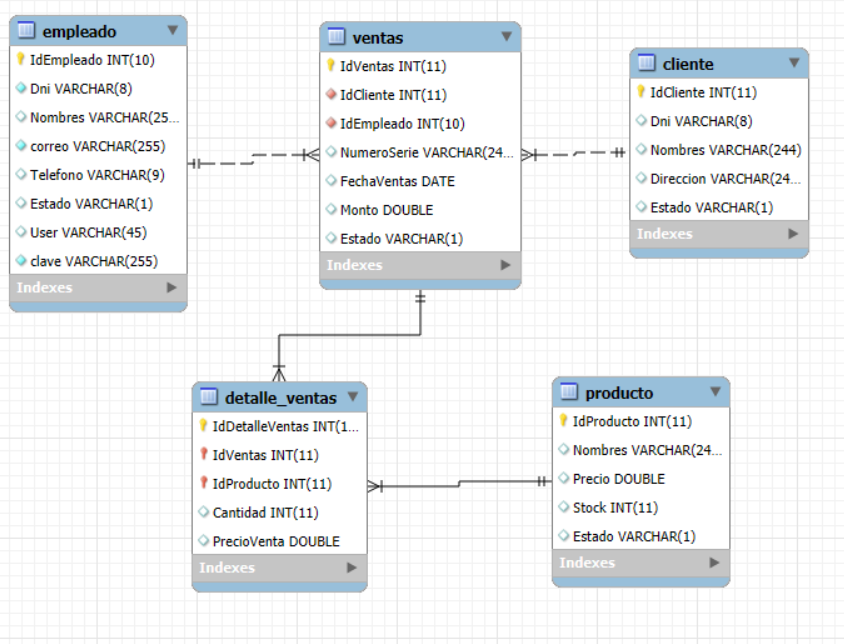 empleado
IdEmpleado INT(10)
Dni VARCHAR(8)
Nombres VARCHAR(25...
correo VARCHAR(255)
Telefono VARCHAR(9)
Estado VARCHAR(1)
User VARCHAR(45)
clave VARCHAR(255)
Indexes
ventas
IdVentas INT(11)
IdCliente INT(11)
IdEmpleado INT(10)
NumeroSerie VARCHAR(24...
FechaVentas DATE
Monto DOUBLE
Estado VARCHAR(1)
Indexes
cliente
IdCliente INT(11)
Dni VARCHAR(8)
Nombres VARCHAR(244)
Direccion VARCHAR(24...
Estado VARCHAR(1)
Indexes
detalle_ventas
IdDetalleVentas INT(1...
IdVentas INT(11)
IdProducto INT(11)
Cantidad INT(11)
PrecioVenta DOUBLE
Indexes
producto
IdProducto INT(11)
Nombres VARCHAR(24...
Precio DOUBLE
Stock INT(11)
Estado VARCHAR(1)
Indexes